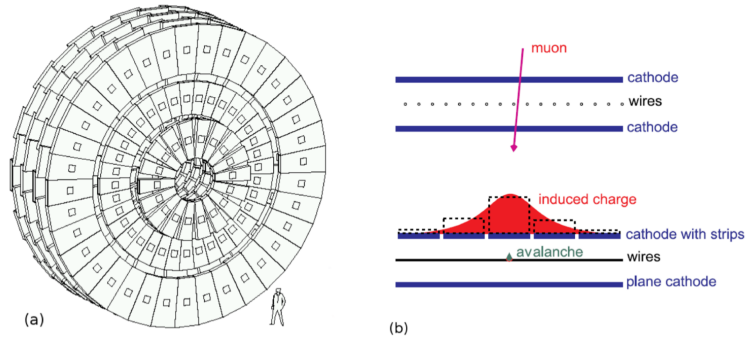 (a)
muon
cathode
wires
cathode
induced charge
cathode with strips
avalanche
wires
plane cathode
(b)